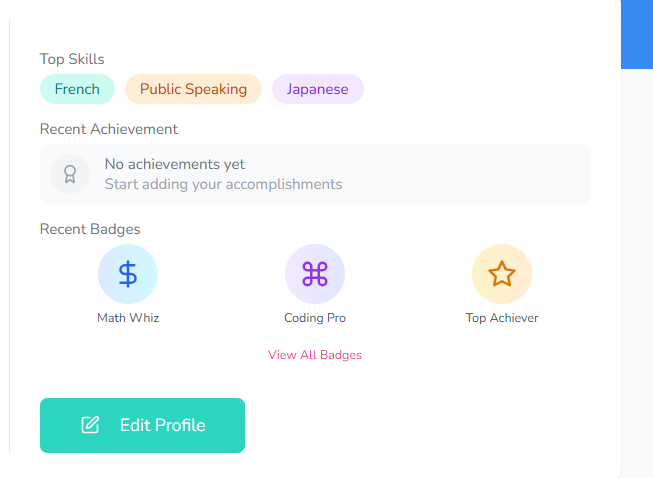 Top Skills
French Public Speaking Japanese
Recent Achievement
No achievements yet
Start adding your accomplishments
Recent Badges
Math Whiz Coding Pro Top Achiever
View All Badges
Edit Profile